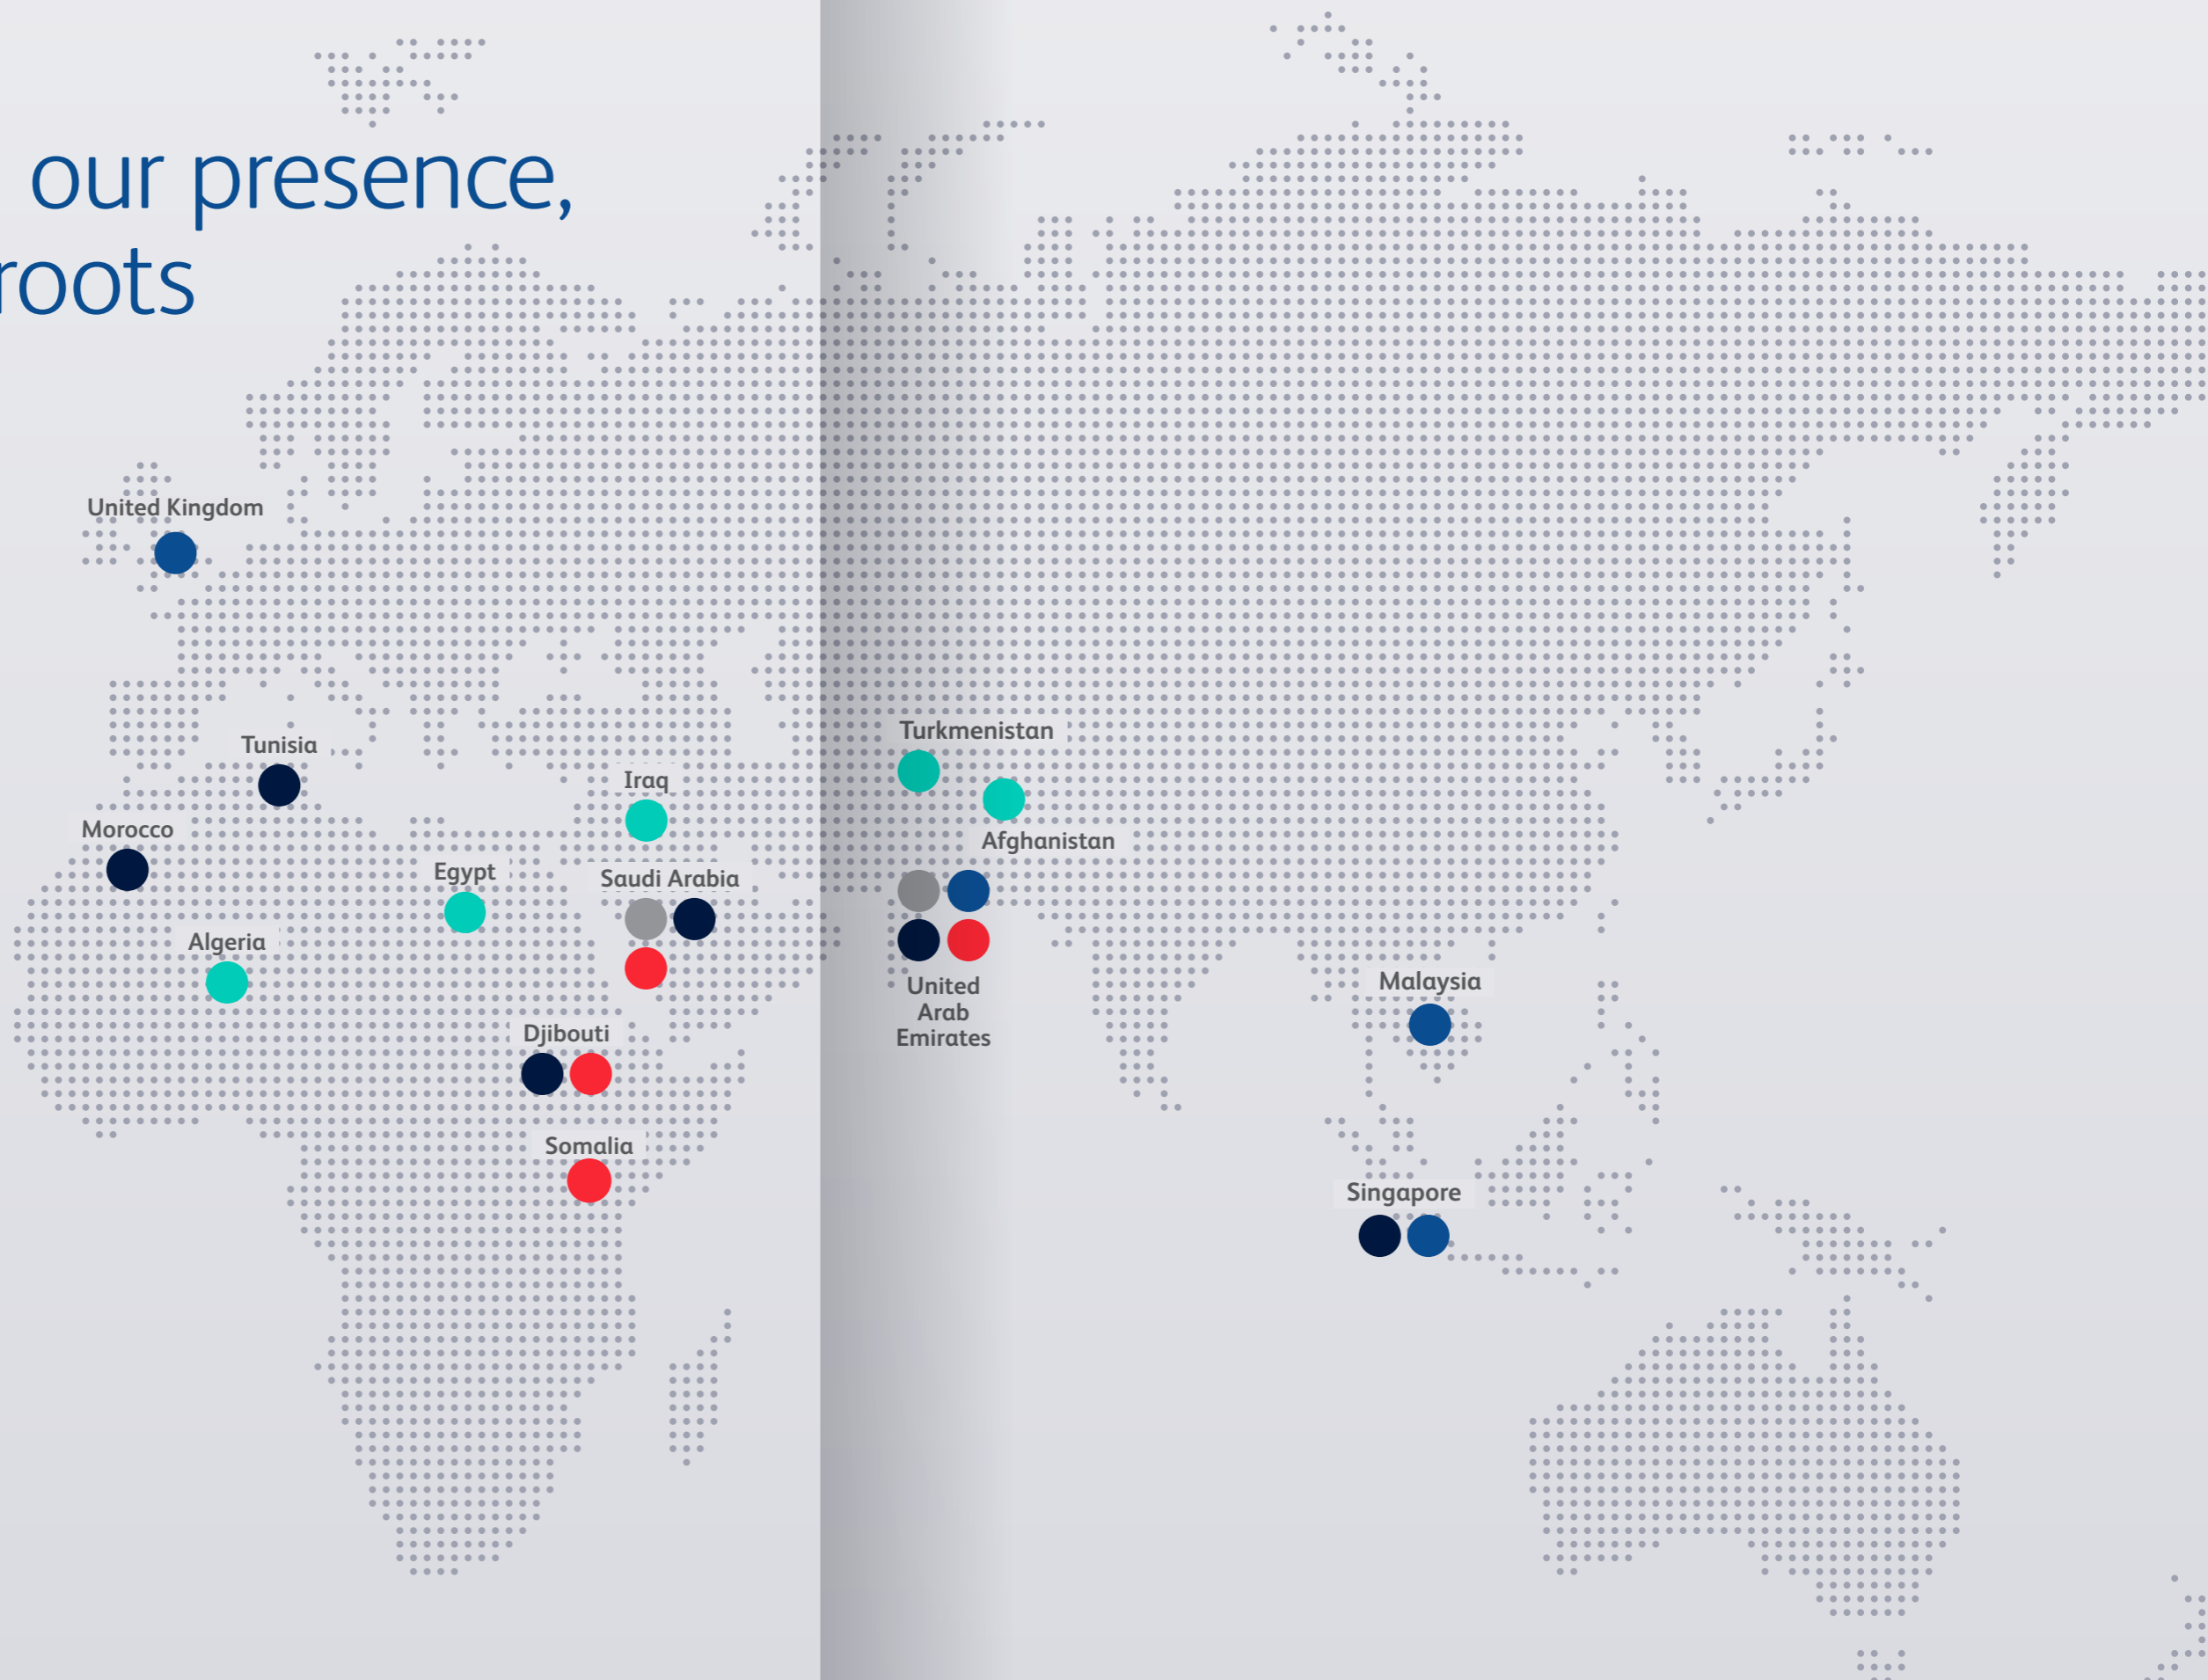 our presence,
roots
United Kingdom
Tunisia
Morocco
Algeria
Egypt
Iraq
Saudi Arabia
Djibouti
Somalia
Turkmenistan
Afghanistan
United
Arab
Emirates
Malaysia
Singapore